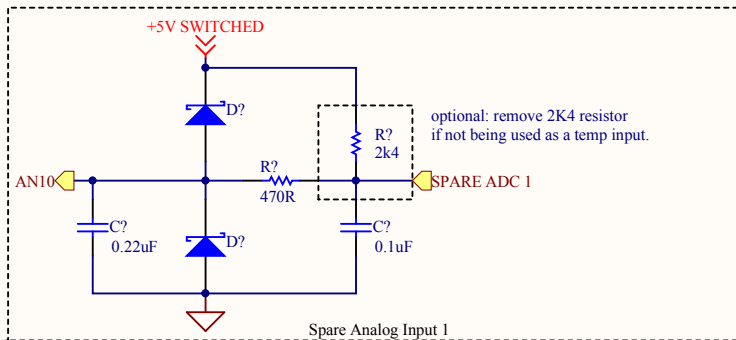 +5V SWITCHED
D?
optional: remove 2K4 resistor
if not being used as a temp input.
R?
2k4
R?
470R
AN10
SPARE ADC 1
C?
0.22uF
D?
C?
0.1uF
Spare Analog Input 1